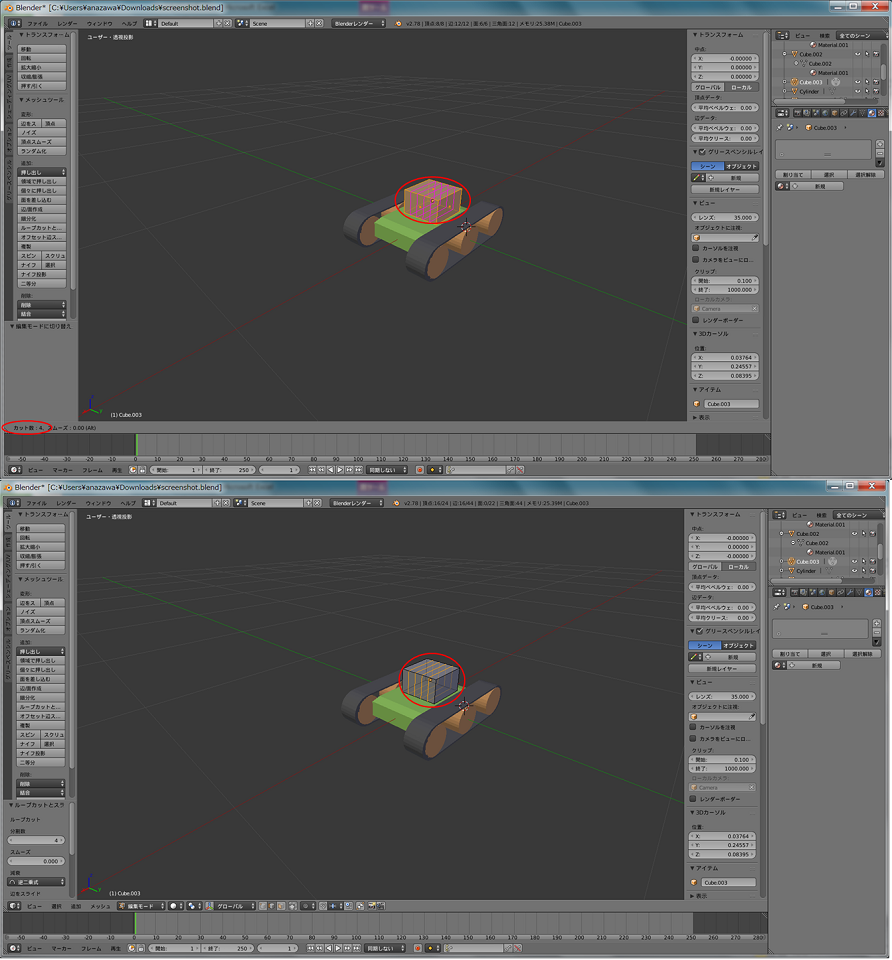 Blender* [C:¥Users¥anazawa¥Downloads¥screenshot.blend]
ファイル レンダー ウィンドウ ヘルプ Default Scene Blenderレンダー v2.78 | 頂点:8/8 | 辺:12/12 | 面:6/6 | 三角面:12 | メモリ:25.38M | Cube.003
ユーザー・透視投影
▼トランスフォーム
移動
回転
拡大縮小
収縮/膨張
押す/引く
▼メッシュツール
変形:
辺をス 頂点
ノイズ
頂点スムーズ
ランダム化
追加:
押し出し
領域で押し出し
個々に押し出し
面を差し込む
辺/面作成
細分化
ループカットと...
オフセット辺ス...
複製
スピン スクリュ
ナイフ 選択
ナイフ投影
二等分
削除:
削除
結合
▼編集モードに切り替え
(1) Cube.003
カット数: 4, スムーズ: 0.00 (Alt)
▼トランスフォーム
中点:
X: -0.00000
Y: 0.00000
Z: 0.00000
グローバル ローカル
頂点データ:
平均ベベルウェ: 0.00
辺データ:
平均ベベルウェ: 0.00
平均クリース: 0.00
▼グリースペンシルレイ
シーン オブジェクト
新規
新規レイヤー
▼ビュー
レンズ: 35.000
オブジェクトに注視:
カーソルを注視
カメラをビューにロ...
クリップ:
開始: 0.100
終了: 1000.000
ローカルカメラ:
Camera
レンダーボーダー
▼3Dカーソル
位置:
X: 0.03764
Y: 0.24557
Z: 0.08395
▼アイテム
Cube.003
▶表示
ビュー 検索 全てのシーン
Material.001
Cube.002
Cube.002
Material.001
Cube.003
Cylinder
Cube.003
割り当て 選択 選択解除
新規
-50 -40 -30 -20 -10 0 10 20 30 40 50 60 70 80 90 100 110 120 130 140 150 160 170 180 190 200 210 220 230 240 250 260 270 280
ビュー マーカー フレーム 再生 開始: 1 終了: 250 1 同期しない
Blender* [C:¥Users¥anazawa¥Downloads¥screenshot.blend]
ファイル レンダー ウィンドウ ヘルプ Default Scene Blenderレンダー v2.78 | 頂点:16/24 | 辺:16/44 | 面:0/22 | 三角面:44 | メモリ:25.39M | Cube.003
ユーザー・透視投影
▼トランスフォーム
移動
回転
拡大縮小
収縮/膨張
押す/引く
▼メッシュツール
変形:
辺をス 頂点
ノイズ
頂点スムーズ
ランダム化
追加:
押し出し
領域で押し出し
個々に押し出し
面を差し込む
辺/面作成
細分化
ループカットと...
オフセット辺ス...
複製
スピン スクリュ
ナイフ 選択
ナイフ投影
二等分
削除:
削除
結合
▼ループカットとスラ
ループカット
分割数
4
スムーズ
0.000
減衰
逆二乗式
辺をスライド
(1) Cube.003
▼トランスフォーム
中点:
X: -0.00000
Y: 0.00000
Z: -0.00000
グローバル ローカル
頂点データ:
平均ベベルウェ: 0.00
辺データ:
平均ベベルウェ: 0.00
平均クリース: 0.00
▼グリースペンシルレイ
シーン オブジェクト
新規
新規レイヤー
▼ビュー
レンズ: 35.000
オブジェクトに注視:
カーソルを注視
カメラをビューにロ...
クリップ:
開始: 0.100
終了: 1000.000
ローカルカメラ:
Camera
レンダーボーダー
▼3Dカーソル
位置:
X: 0.03764
Y: 0.24557
Z: 0.08395
▼アイテム
Cube.003
▶表示
ビュー 検索 全てのシーン
Material.001
Cube.002
Cube.002
Material.001
Cube.003
Cylinder
Cube.003
割り当て 選択 選択解除
新規
ビュー 選択 追加 メッシュ 編集モード グローバル
-50 -40 -30 -20 -10 0 10 20 30 40 50 60 70 80 90 100 110 120 130 140 150 160 170 180 190 200 210 220 230 240 250 260 270 280
ビュー マーカー フレーム 再生 開始: 1 終了: 250 1 同期しない